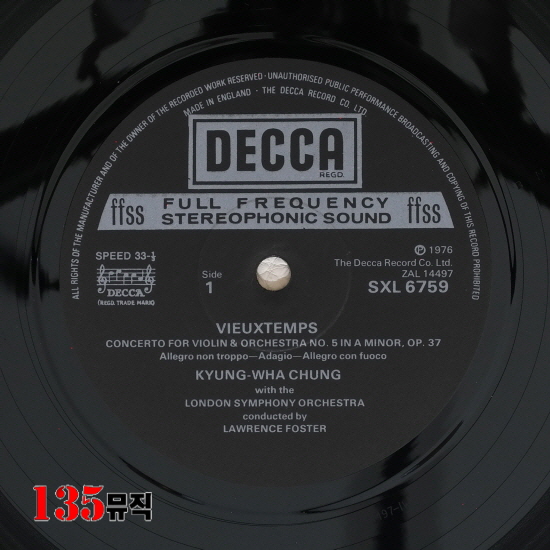 ALL RIGHTS OF THE MANUFACTURER AND OF THE OWNER OF THE RECORDED WORK RESERVED · UNAUTHORISED PUBLIC PERFORMANCE BROADCASTING AND COPYING OF THIS RECORD PROHIBITED
MADE IN ENGLAND · THE DECCA RECORD CO. LTD.
DECCA
REGD.
ffss FULL FREQUENCY ffss
STEREOPHONIC SOUND
SPEED 33-⅓
DECCA
(REGD. TRADE MARK)
Side
1
℗ 1976
The Decca Record Co. Ltd.
ZAL 14497
SXL 6759
VIEUXTEMPS
CONCERTO FOR VIOLIN & ORCHESTRA NO. 5 IN A MINOR, OP. 37
Allegro non troppo—Adagio—Allegro con fuoco
KYUNG-WHA CHUNG
with the
LONDON SYMPHONY ORCHESTRA
conducted by
LAWRENCE FOSTER
135뮤직